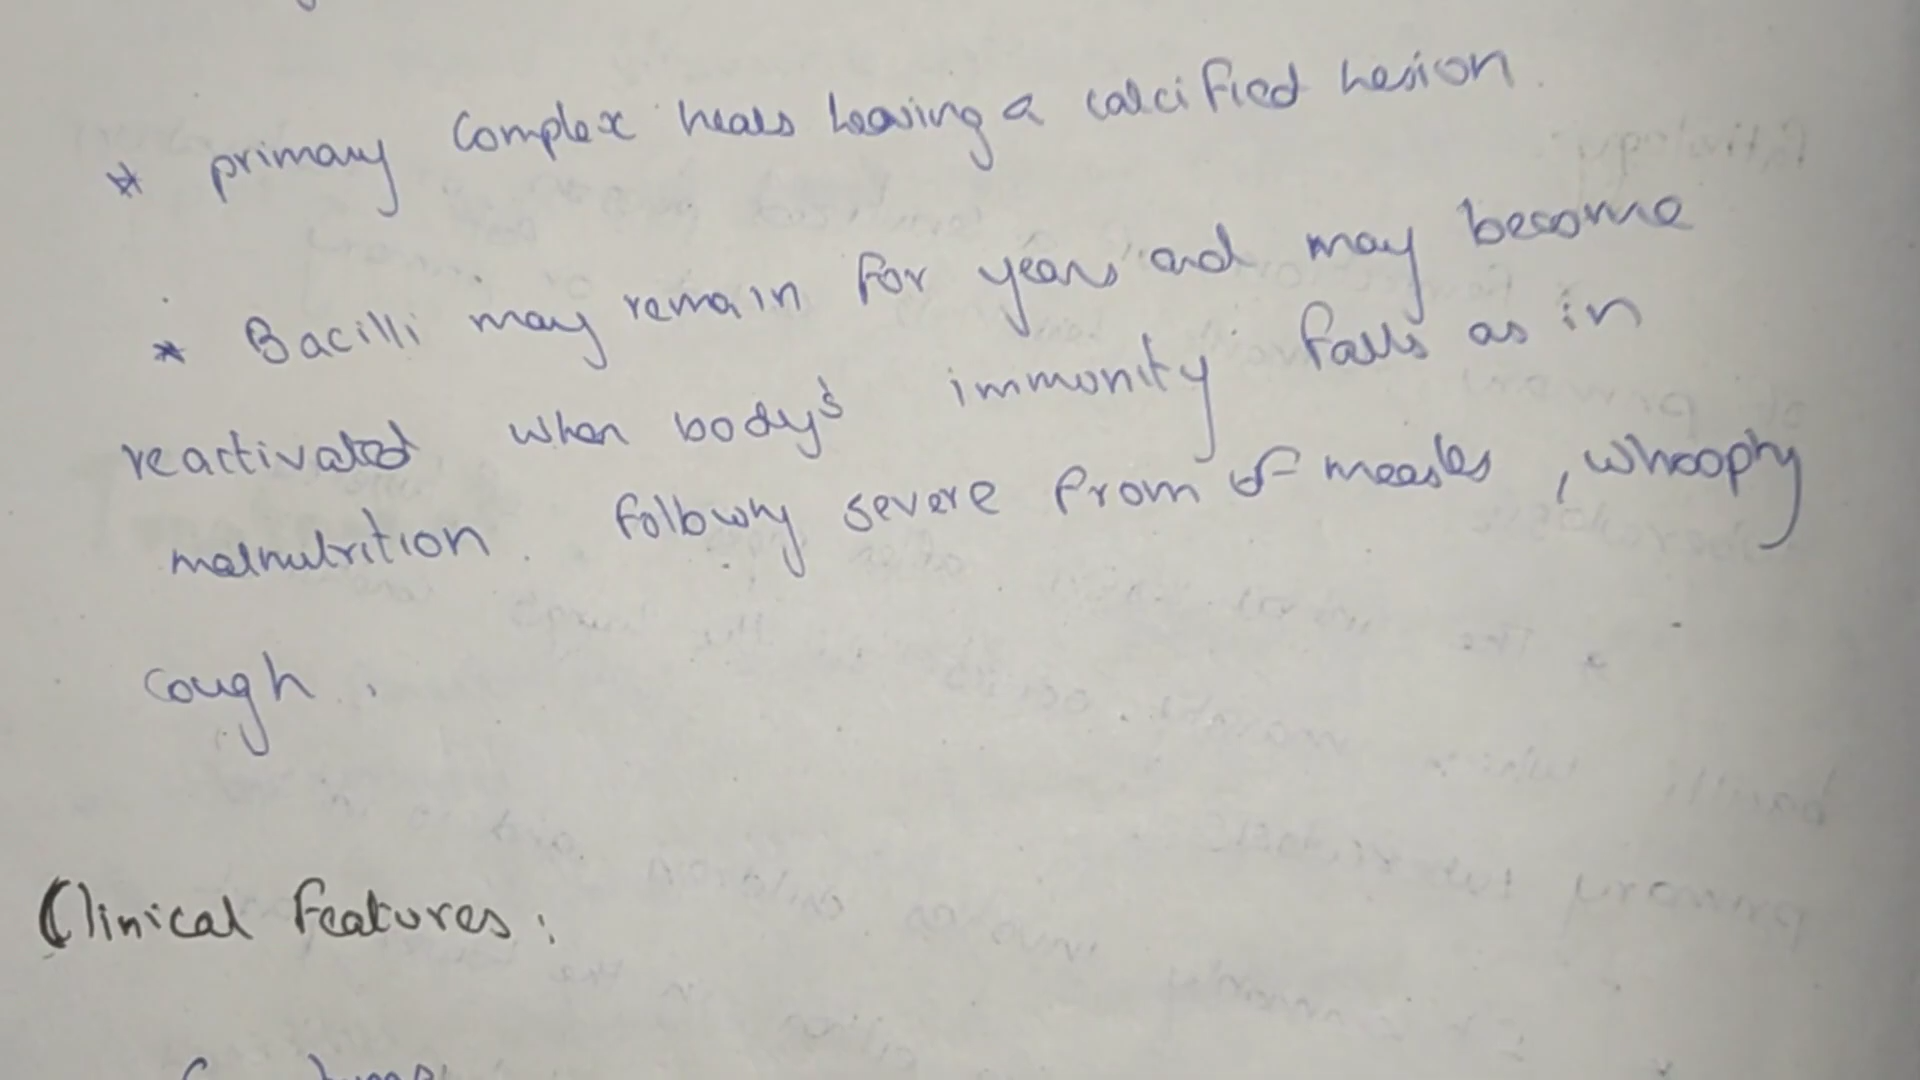 * primary complex heals leaving a calcified lesion.
* Bacilli may remain for years and may become
reactivated when body's immunity falls as in
malnutrition. following severe from of measles, whooping
cough.
Clinical features: